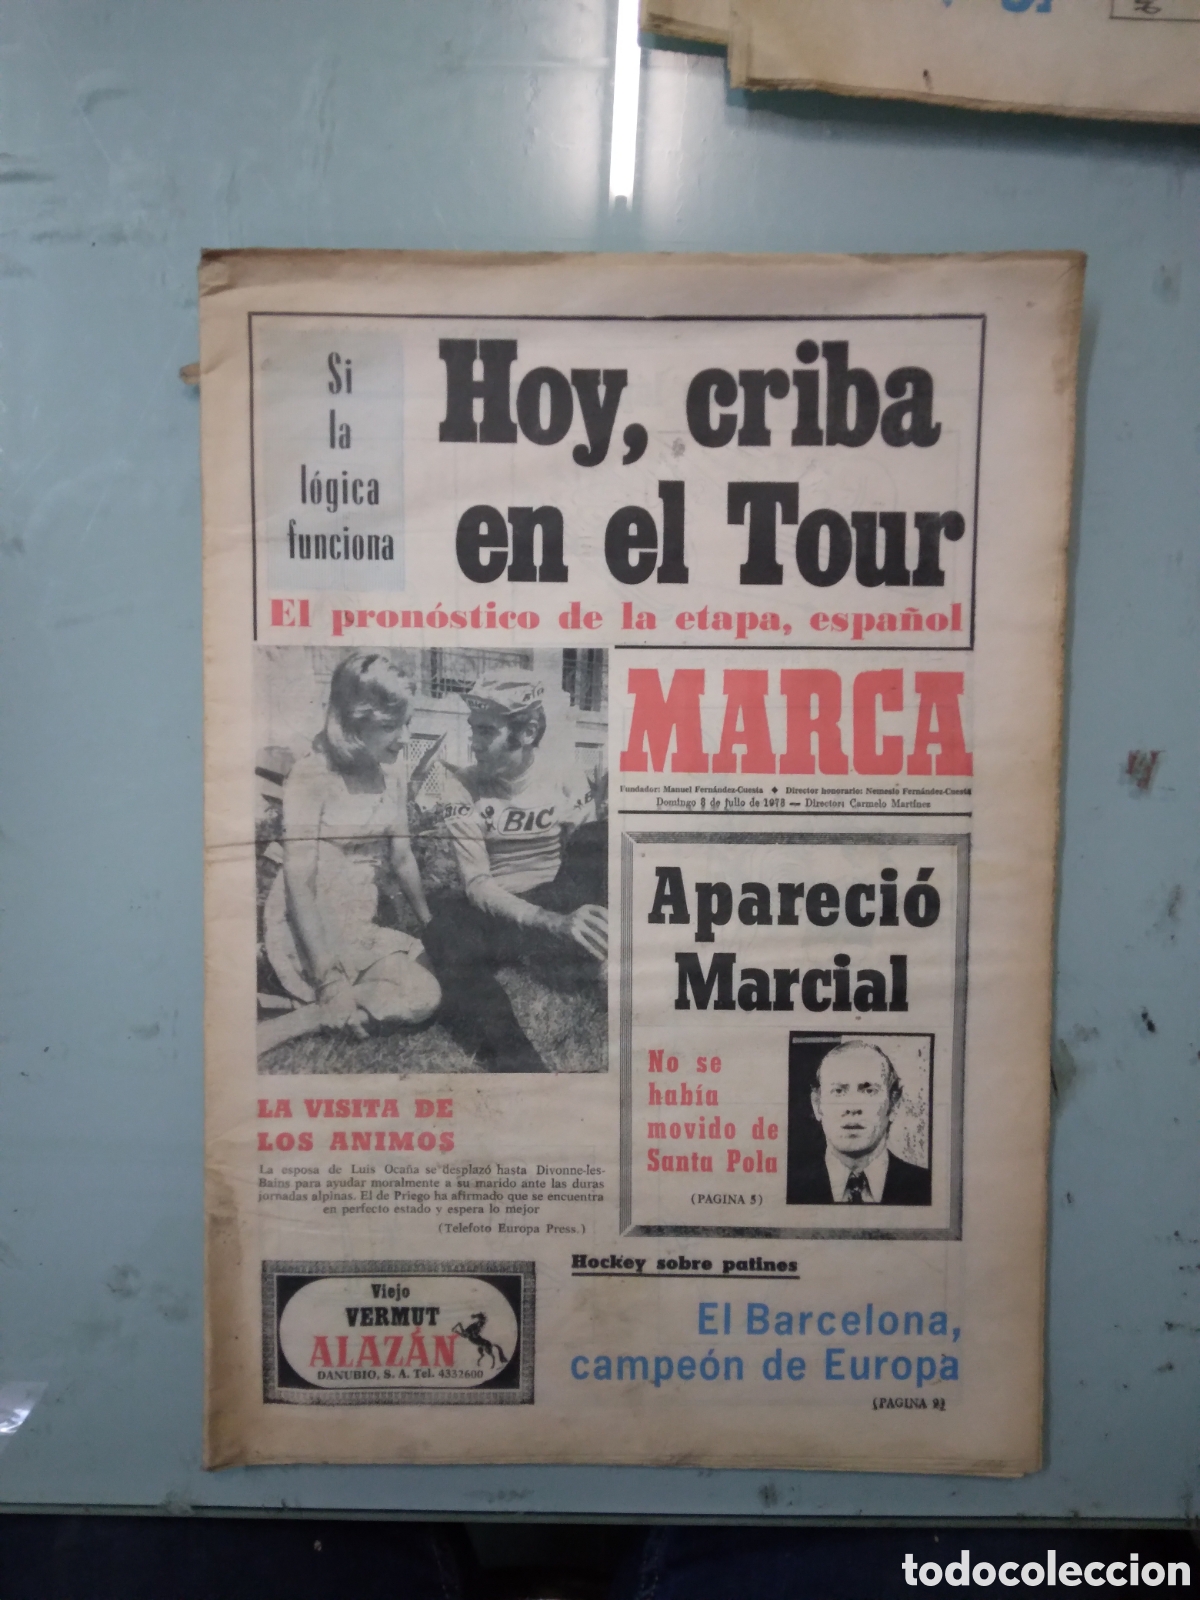 Si
la
lógica
funciona
Hoy, criba
en el Tour
El pronóstico de la etapa, español
MARCA
Fundador: Manuel Fernández-Cuesta ◆ Director honorario: Nemesio Fernández-Cuesta
Domingo 8 de julio de 1973 — Director: Carmelo Martínez
BIC
BIC
Apareció
Marcial
No se
había
movido de
Santa Pola
(PAGINA 5)
LA VISITA DE
LOS ANIMOS
La esposa de Luis Ocaña se desplazó hasta Divonne-les-
Bains para ayudar moralmente a su marido ante las duras
jornadas alpinas. El de Priego ha afirmado que se encuentra
en perfecto estado y espera lo mejor
(Telefoto Europa Press.)
Viejo
VERMUT
ALAZÁN
DANUBIO, S. A. Tel. 4332600
Hockey sobre patines
El Barcelona,
campeón de Europa
(PAGINA 9)
todocoleccion